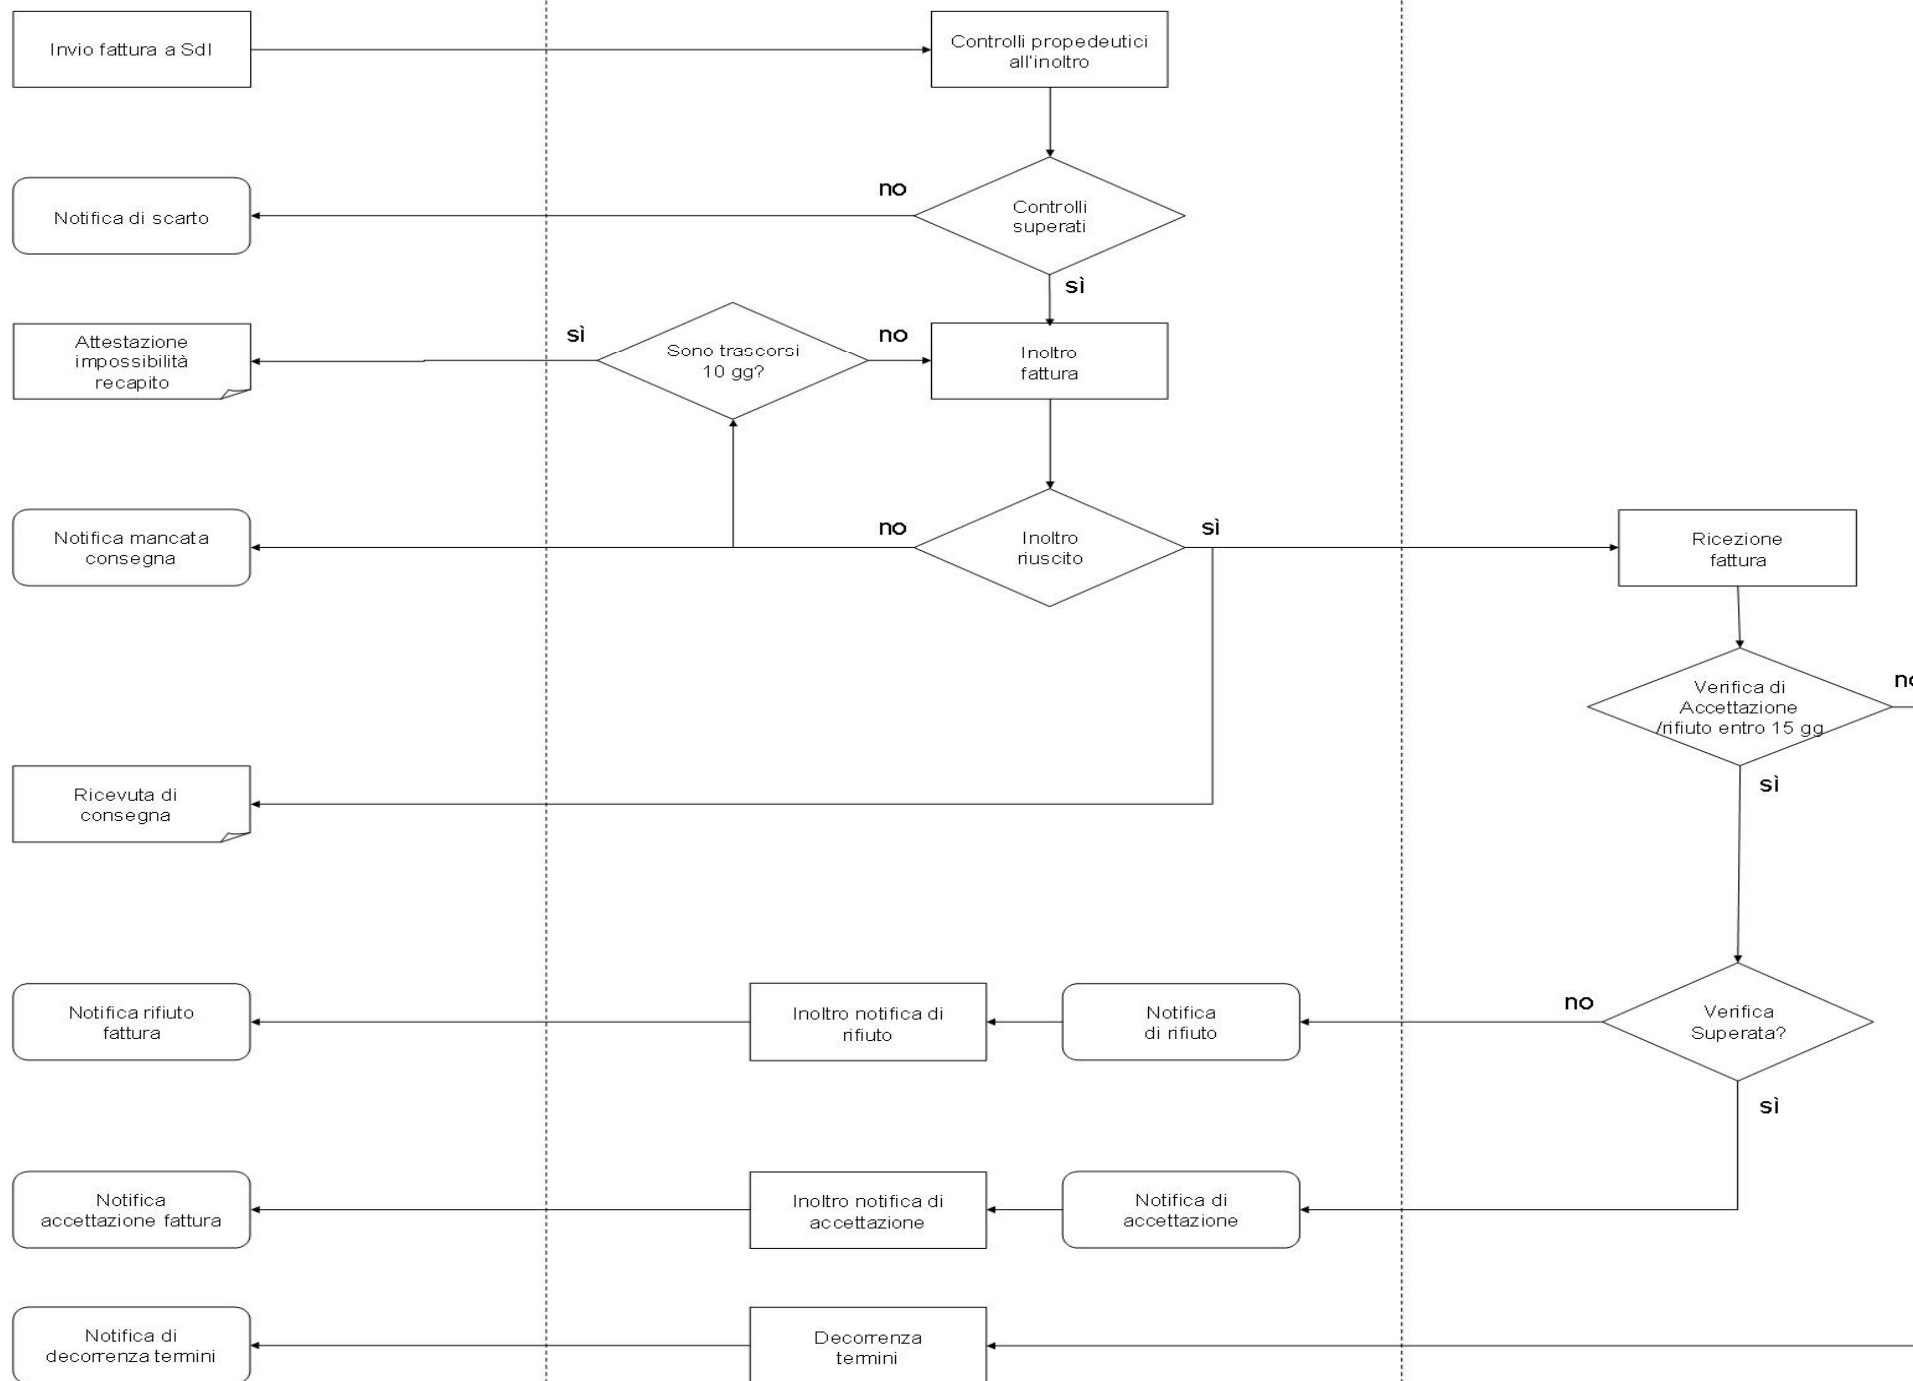 Invio fattura a SdI
Controlli propedeutici
all'inoltro
no
Notifica di scarto
Controlli
superati
sì
Attestazione
impossibilità
recapito
sì
Sono trascorsi
10 gg?
no
Inoltro
fattura
Notifica mancata
consegna
no
Inoltro
riuscito
sì
Ricezione
fattura
Verifica di
Accettazione
/rifiuto entro 15 gg
sì
Ricevuta di
consegna
Notifica rifiuto
fattura
Inoltro notifica di
rifiuto
Notifica
di rifiuto
no
Verifica
Superata?
sì
Notifica
accettazione fattura
Inoltro notifica di
accettazione
Notifica di
accettazione
Notifica di
decorrenza termini
Decorrenza
termini